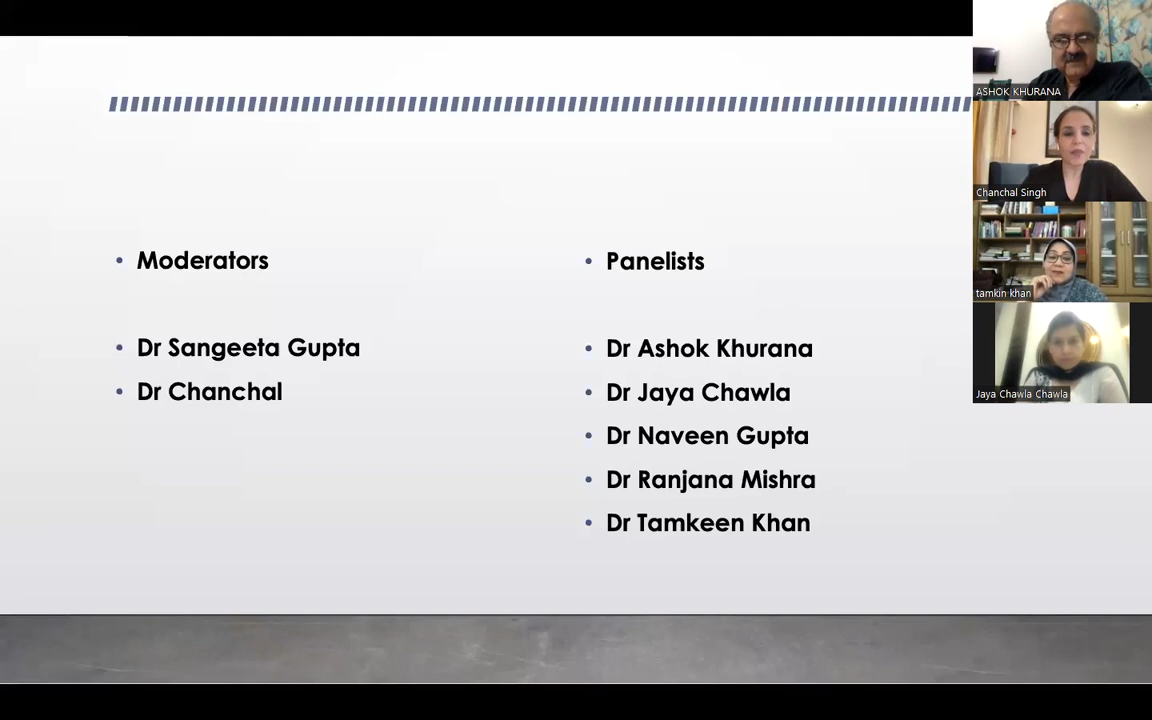 Moderators
Dr Sangeeta Gupta
Dr Chanchal
Panelists
Dr Ashok Khurana
Dr Jaya Chawla
Dr Naveen Gupta
Dr Ranjana Mishra
Dr Tamkeen Khan
ASHOK KHURANA
Chanchal Singh
tamkin khan
Jaya Chawla Chawla